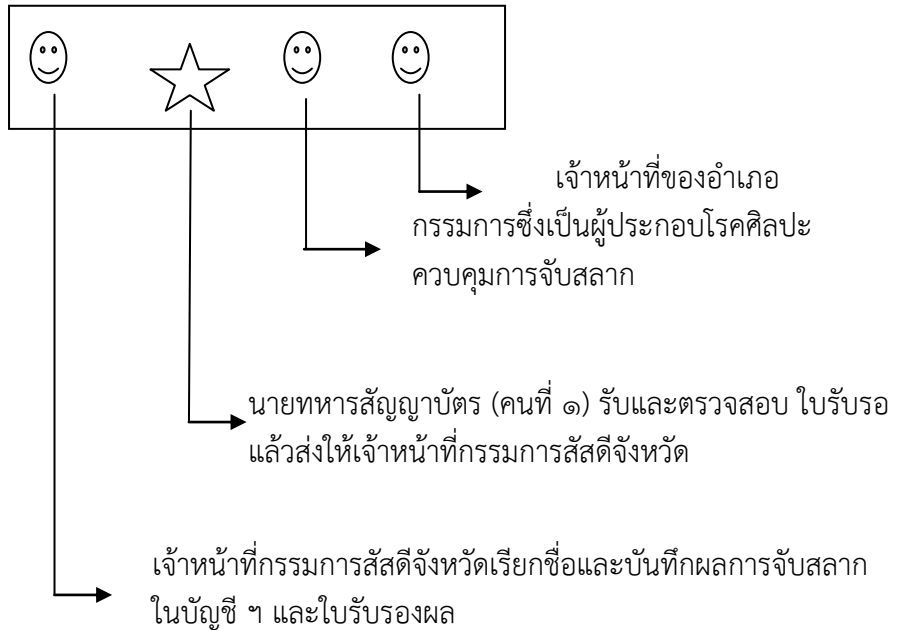 เจ้าหน้าที่ของอำเภอ
กรรมการซึ่งเป็นผู้ประกอบโรคศิลปะ
ควบคุมการจับสลาก
นายทหารสัญญาบัตร (คนที่ ๑) รับและตรวจสอบ ใบรับรอ
แล้วส่งให้เจ้าหน้าที่กรรมการสัสดีจังหวัด
เจ้าหน้าที่กรรมการสัสดีจังหวัดเรียกชื่อและบันทึกผลการจับสลาก
ในบัญชี ฯ และใบรับรองผล